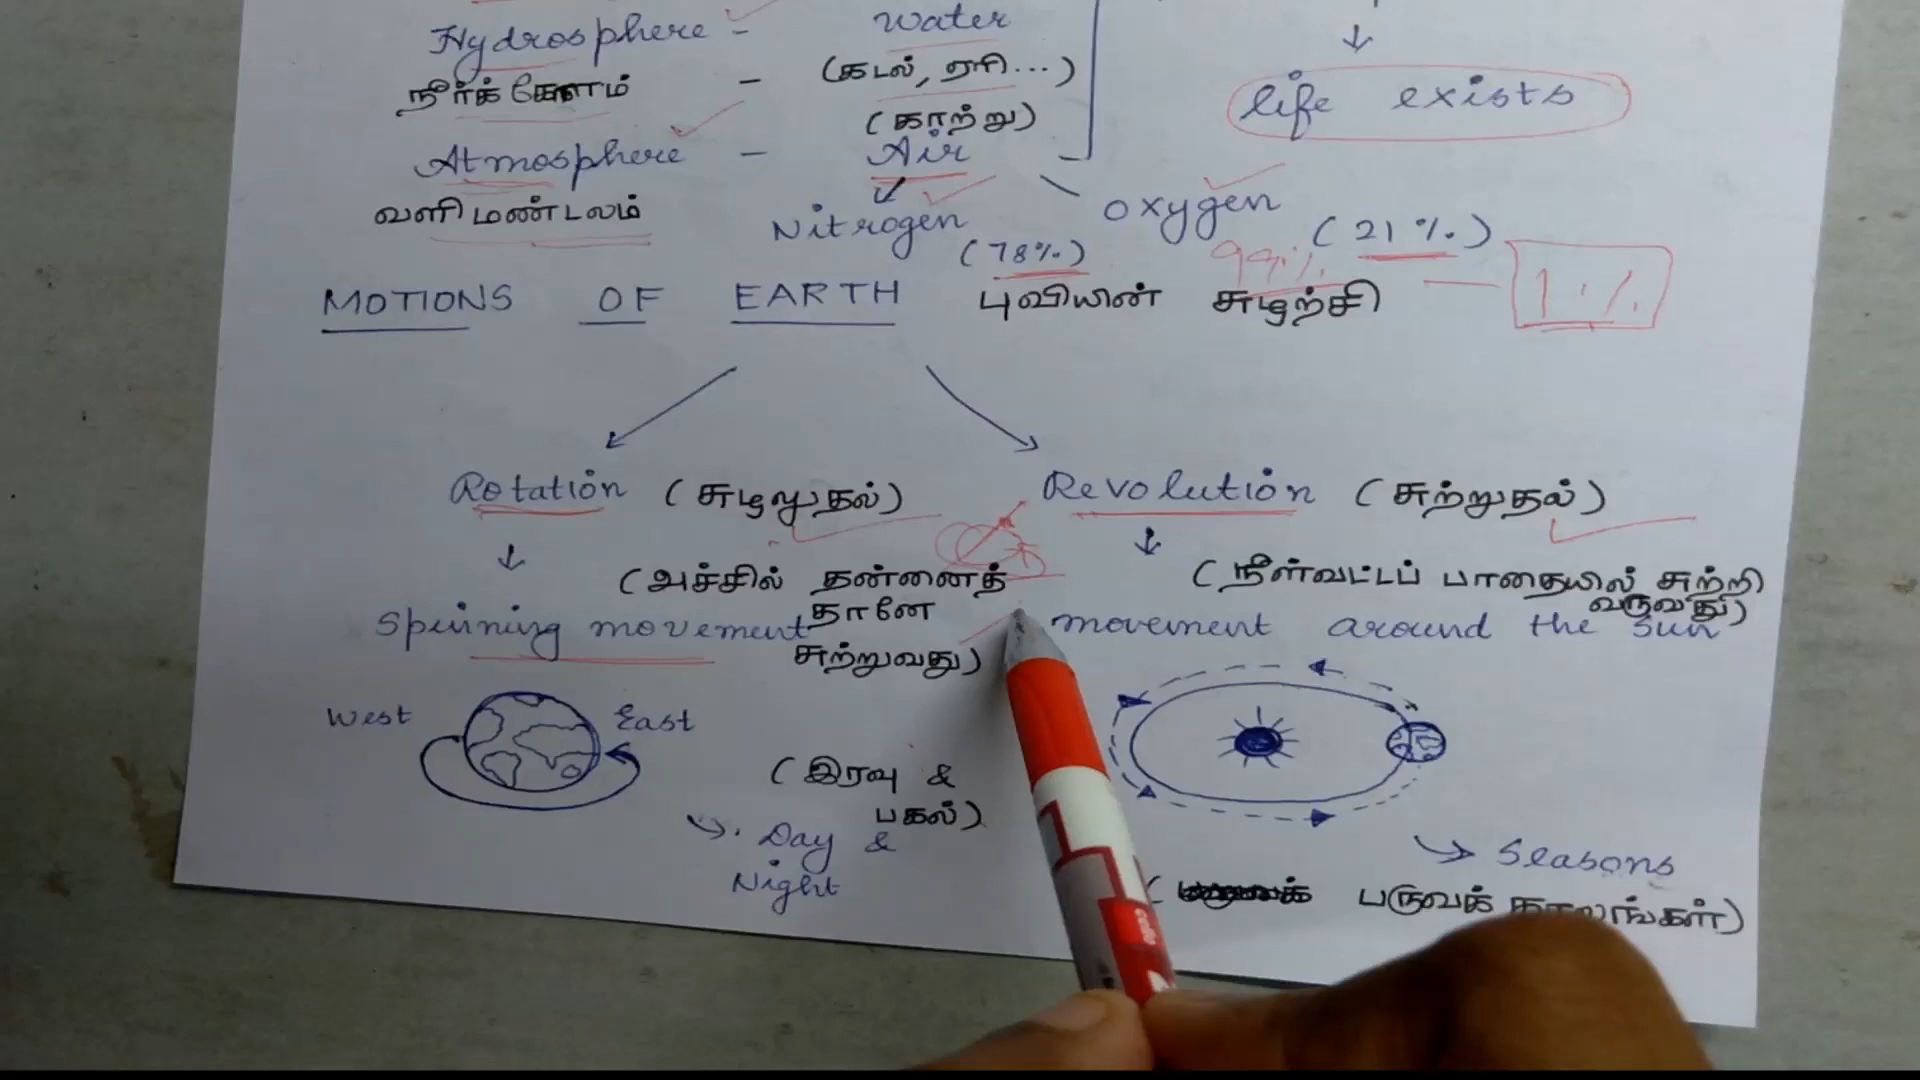 Hydrosphere - Water
நீர்க்கோளம் - (கடல், ஏரி...)
life exists
(காற்று)
Atmosphere - Air
வளிமண்டலம்
Nitrogen Oxygen
(78%) 99% (21%)
MOTIONS OF EARTH புவியின் சுழற்சி 1%
Rotation (சுழலுதல்)
Revolution (சுற்றுதல்)
(அச்சில் தன்னைத்
தானே
சுற்றுவது)
(நீள்வட்டப் பாதையில் சுற்றி
வருவது)
Spinning movement
movement around the sun
West East
(இரவு &
பகல்)
Day &
Night
Seasons
( பருவக் காலங்கள்)